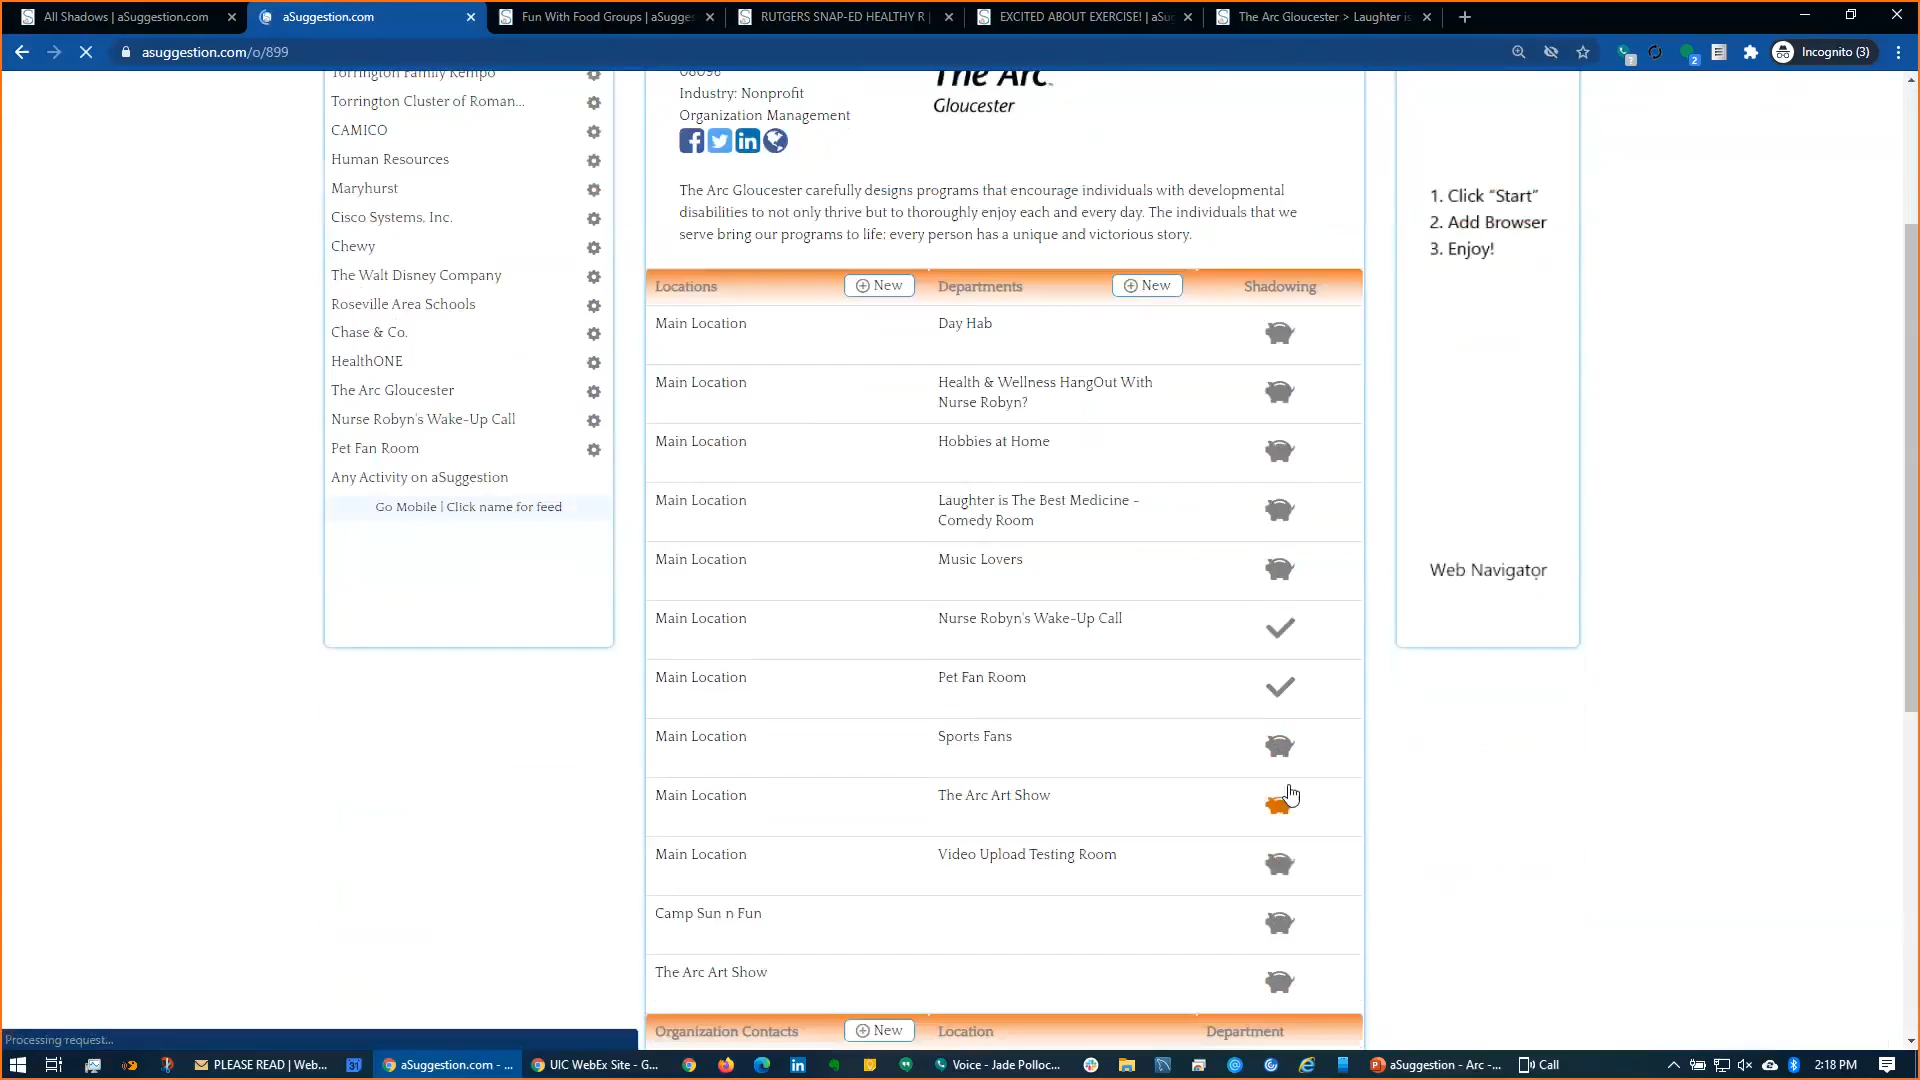 All Shadows | aSuggestion.com
aSuggestion.com
Fun With Food Groups | aSugges
RUTGERS SNAP-ED HEALTHY R |
EXCITED ABOUT EXERCISE! | aSu
The Arc Gloucester > Laughter is
asuggestion.com/o/899
Incognito (3)
Torrington Family Kempo
Torrington Cluster of Roman...
CAMICO
Human Resources
Maryhurst
Cisco Systems, Inc.
Chewy
The Walt Disney Company
Roseville Area Schools
Chase & Co.
HealthONE
The Arc Gloucester
Nurse Robyn's Wake-Up Call
Pet Fan Room
Any Activity on aSuggestion
Go Mobile | Click name for feed
08096
Industry: Nonprofit
Organization Management
The Arc
Gloucester
The Arc Gloucester carefully designs programs that encourage individuals with developmental
disabilities to not only thrive but to thoroughly enjoy each and every day. The individuals that we
serve bring our programs to life; every person has a unique and victorious story.
Locations New Departments New Shadowing
Main Location Day Hab
Main Location Health & Wellness HangOut With
Nurse Robyn?
Main Location Hobbies at Home
Main Location Laughter is The Best Medicine -
Comedy Room
Main Location Music Lovers
Main Location Nurse Robyn's Wake-Up Call
Main Location Pet Fan Room
Main Location Sports Fans
Main Location The Arc Art Show
Main Location Video Upload Testing Room
Camp Sun n Fun
The Arc Art Show
Organization Contacts New Location Department
1. Click "Start"
2. Add Browser
3. Enjoy!
Web Navigator
Processing request...
PLEASE READ | Web...
31
aSuggestion.com - ...
UIC WebEx Site - G...
Voice - Jade Polloc...
aSuggestion - Arc -...
Call
2:18 PM